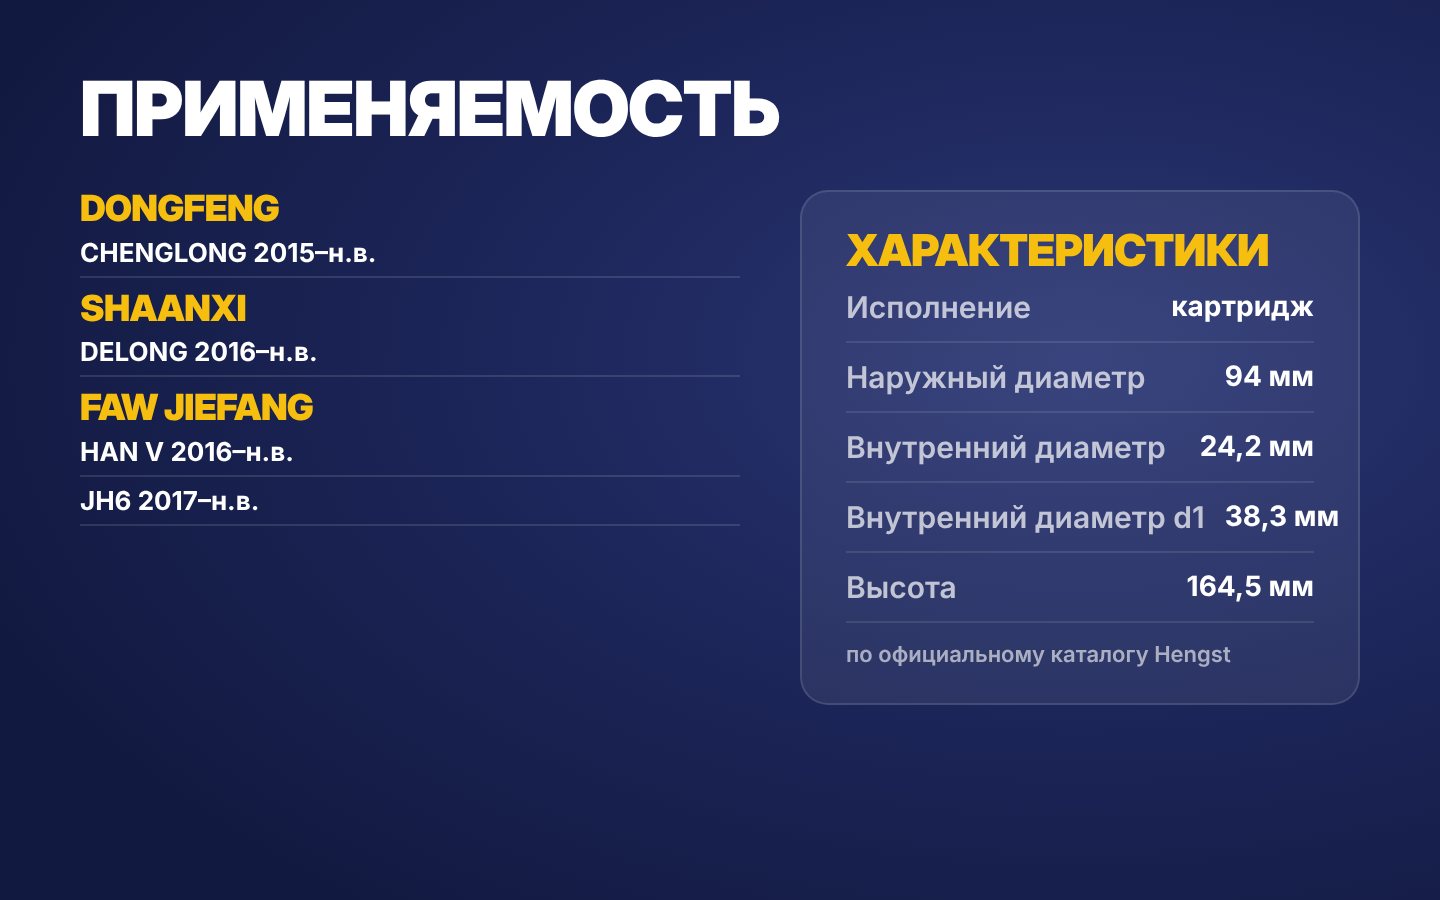 ПРИМЕНЯЕМОСТЬ
DONGFENG
CHENGLONG 2015–н.в.
SHAANXI
DELONG 2016–н.в.
FAW JIEFANG
HAN V 2016–н.в.
JH6 2017–н.в.
ХАРАКТЕРИСТИКИ
Исполнение картридж
Наружный диаметр 94 мм
Внутренний диаметр 24,2 мм
Внутренний диаметр d1 38,3 мм
Высота 164,5 мм
по официальному каталогу Hengst